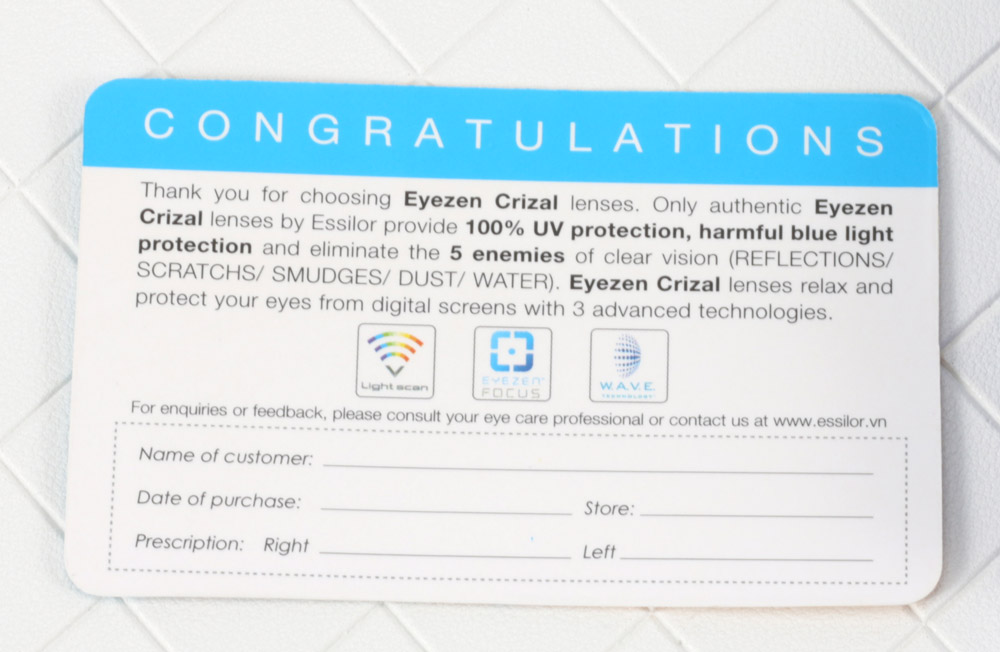 CONGRATULATIONS
Thank you for choosing Eyezen Crizal lenses. Only authentic Eyezen
Crizal lenses by Essilor provide 100% UV protection, harmful blue light
protection and eliminate the 5 enemies of clear vision (REFLECTIONS/
SCRATCHS/ SMUDGES/ DUST/ WATER). Eyezen Crizal lenses relax and
protect your eyes from digital screens with 3 advanced technologies.
Light scan
EYEZEN™
FOCUS
W.A.V.E.
TECHNOLOGY
For enquiries or feedback, please consult your eye care professional or contact us at www.essilor.vn
Name of customer:
Date of purchase: Store:
Prescription: Right Left